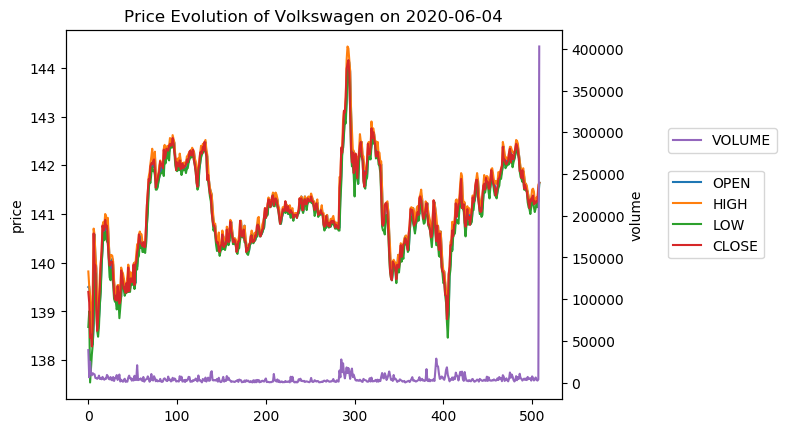 Price Evolution of Volkswagen on 2020-06-04
price
144
143
142
141
140
139
138
0
100
200
300
400
500
400000
350000
300000
250000
200000
150000
100000
50000
0
volume
VOLUME
OPEN
HIGH
LOW
CLOSE